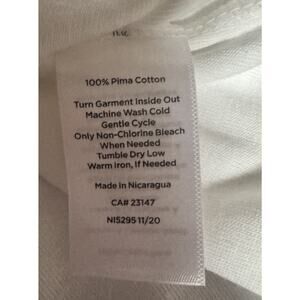 100% Pima Cotton
Turn Garment Inside Out
Machine Wash Cold
Gentle Cycle
Only Non-Chlorine Bleach
When Needed
Tumble Dry Low
Warm Iron, If Needed
Made in Nicaragua
CA# 23147
NI5295 11/20